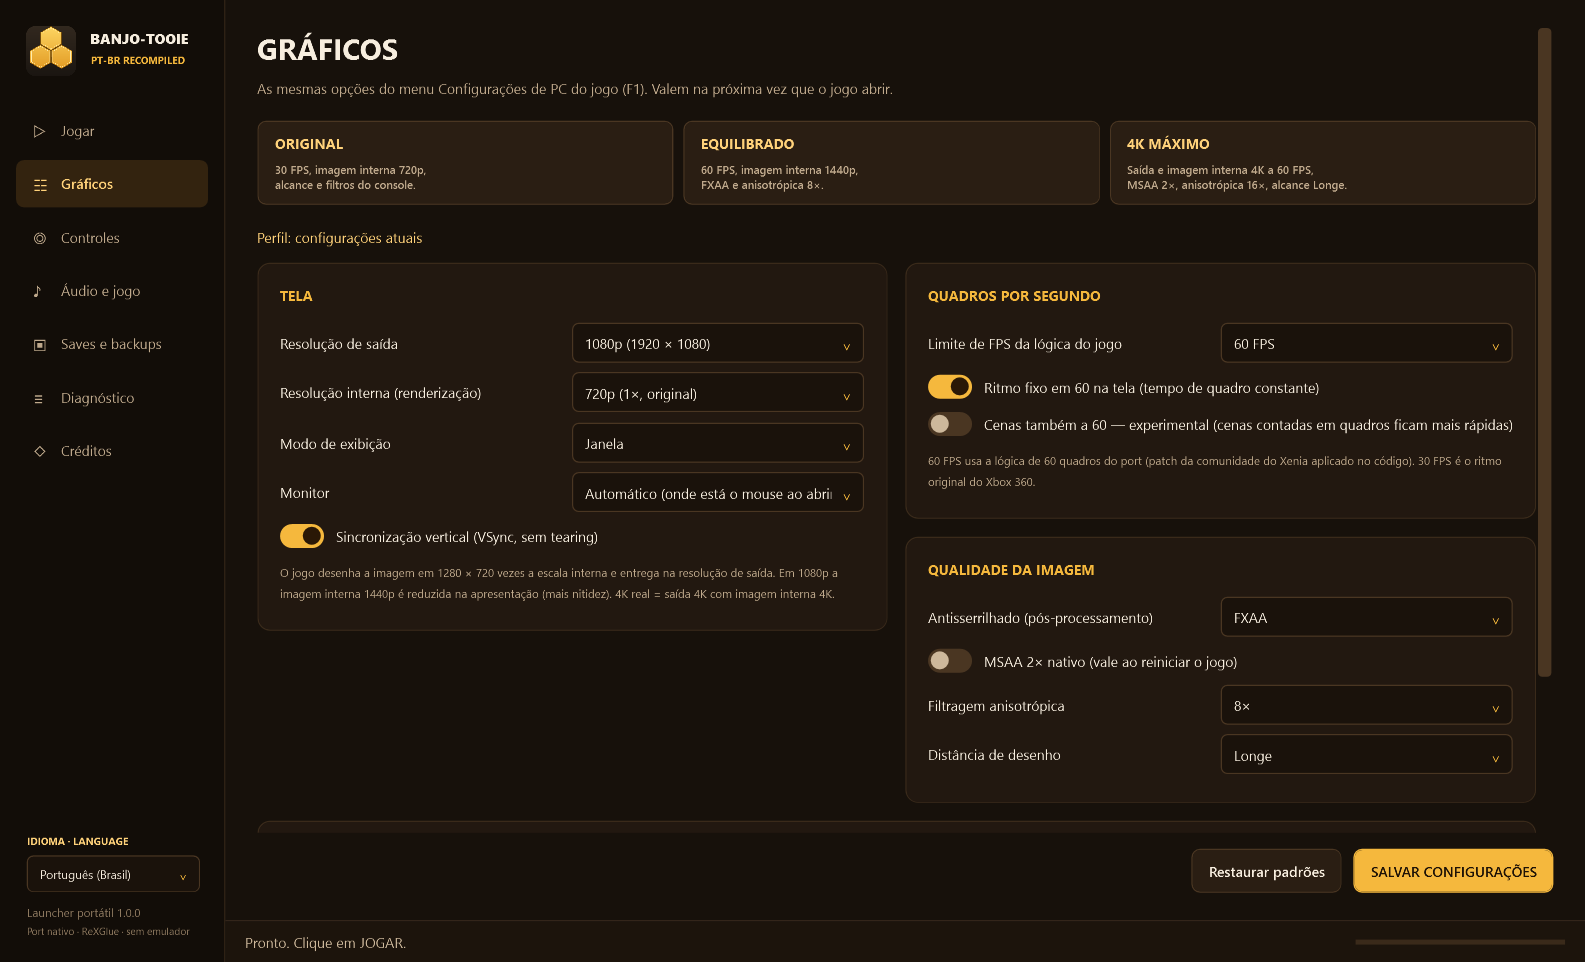 BANJO-TOOIE
PT-BR RECOMPILED
Jogar
Gráficos
Controles
Áudio e jogo
Saves e backups
Diagnóstico
Créditos
IDIOMA · LANGUAGE
Português (Brasil)
Launcher portátil 1.0.0
Port nativo · ReXGlue · sem emulador
GRÁFICOS
As mesmas opções do menu Configurações de PC do jogo (F1). Valem na próxima vez que o jogo abrir.
ORIGINAL
30 FPS, imagem interna 720p,
alcance e filtros do console.
EQUILIBRADO
60 FPS, imagem interna 1440p,
FXAA e anisotrópica 8×.
4K MÁXIMO
Saída e imagem interna 4K a 60 FPS,
MSAA 2×, anisotrópica 16×, alcance Longe.
Perfil: configurações atuais
TELA
Resolução de saída
1080p (1920 × 1080)
Resolução interna (renderização)
720p (1×, original)
Modo de exibição
Janela
Monitor
Automático (onde está o mouse ao abri
Sincronização vertical (VSync, sem tearing)
O jogo desenha a imagem em 1280 × 720 vezes a escala interna e entrega na resolução de saída. Em 1080p a
imagem interna 1440p é reduzida na apresentação (mais nitidez). 4K real = saída 4K com imagem interna 4K.
QUADROS POR SEGUNDO
Limite de FPS da lógica do jogo
60 FPS
Ritmo fixo em 60 na tela (tempo de quadro constante)
Cenas também a 60 — experimental (cenas contadas em quadros ficam mais rápidas)
60 FPS usa a lógica de 60 quadros do port (patch da comunidade do Xenia aplicado no código). 30 FPS é o ritmo
original do Xbox 360.
QUALIDADE DA IMAGEM
Antisserrilhado (pós-processamento)
FXAA
MSAA 2× nativo (vale ao reiniciar o jogo)
Filtragem anisotrópica
8×
Distância de desenho
Longe
Restaurar padrões
SALVAR CONFIGURAÇÕES
Pronto. Clique em JOGAR.